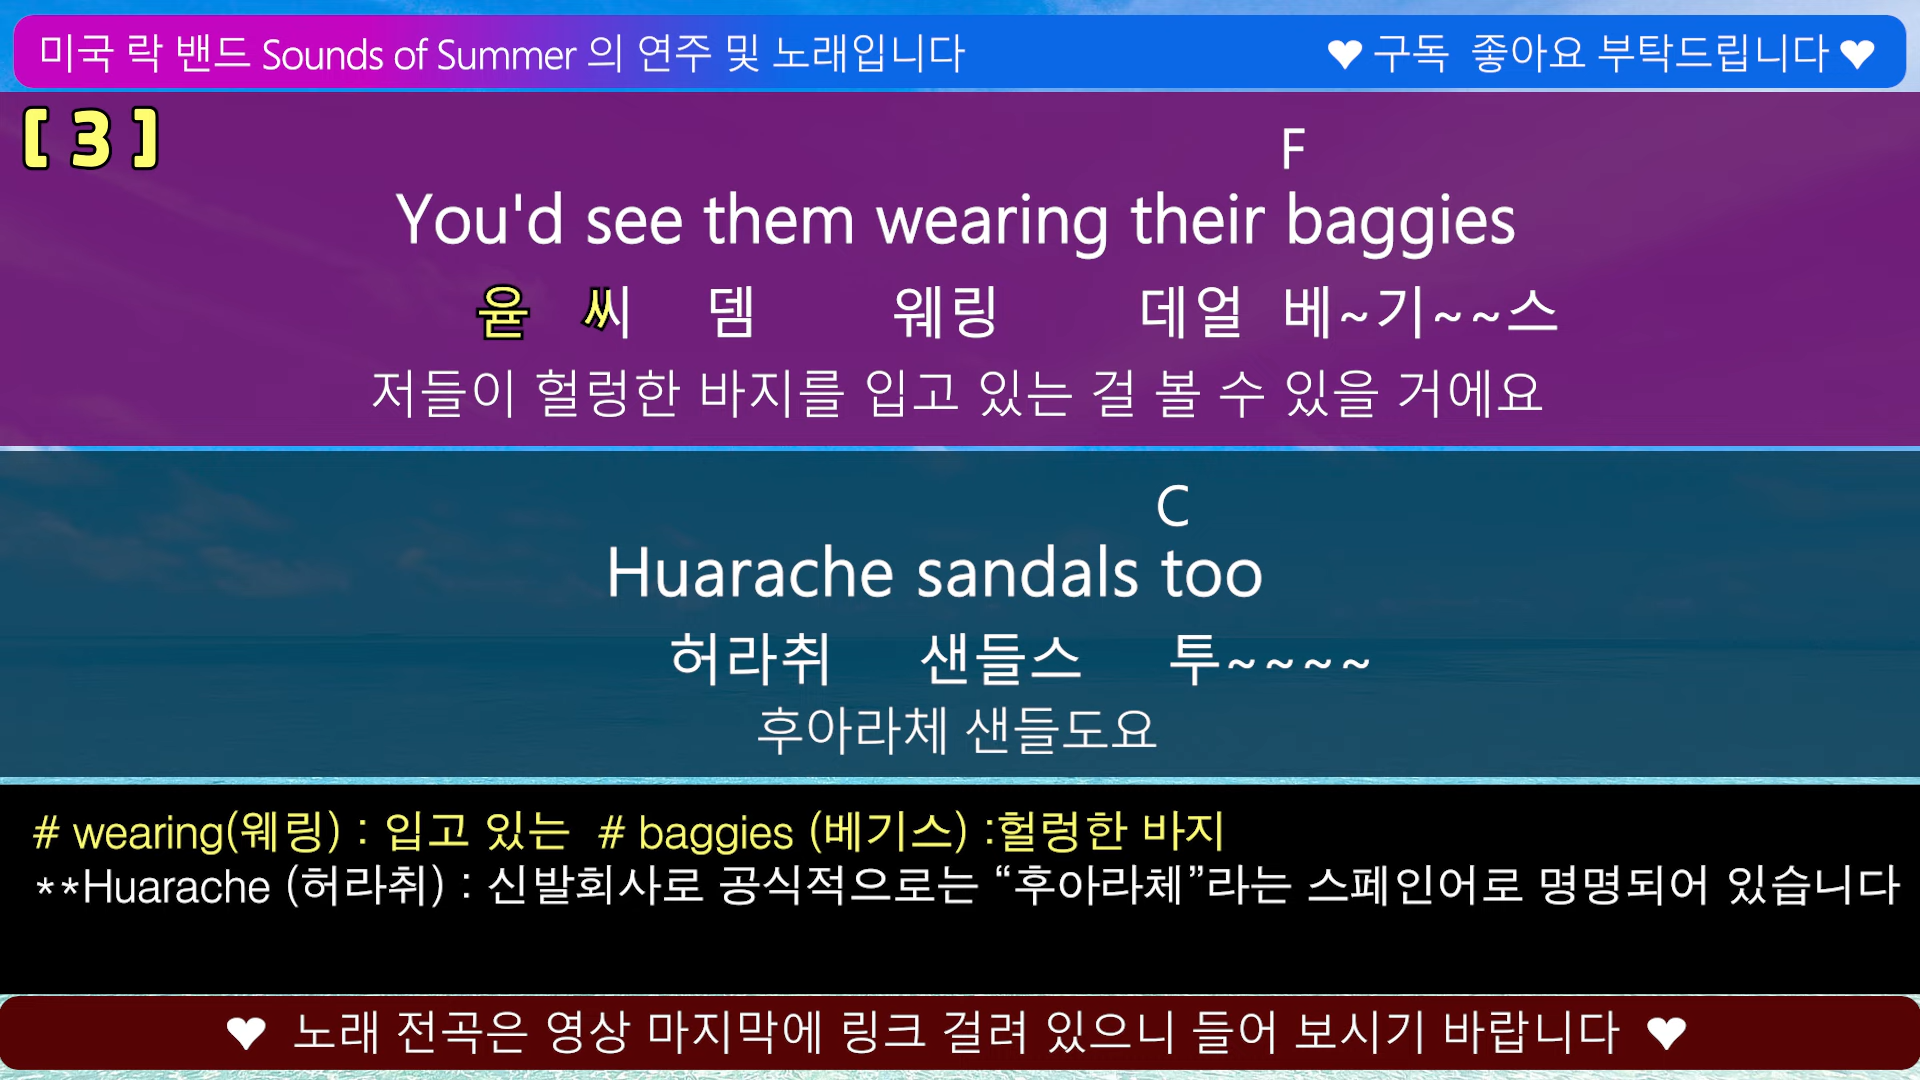 미국 락 밴드 Sounds of Summer 의 연주 및 노래입니다
♥ 구독 좋아요 부탁드립니다 ♥
[ 3 ]
F
You'd see them wearing their baggies
윧 씨 뎀 웨링 데얼 베~기~~스
저들이 헐렁한 바지를 입고 있는 걸 볼 수 있을 거에요
C
Huarache sandals too
허라취 샌들스 투~~~~
후아라체 샌들도요
# wearing(웨링) : 입고 있는 # baggies (베기스) :헐렁한 바지
**Huarache (허라취) : 신발회사로 공식적으로는 “후아라체”라는 스페인어로 명명되어 있습니다
♥ 노래 전곡은 영상 마지막에 링크 걸려 있으니 들어 보시기 바랍니다 ♥